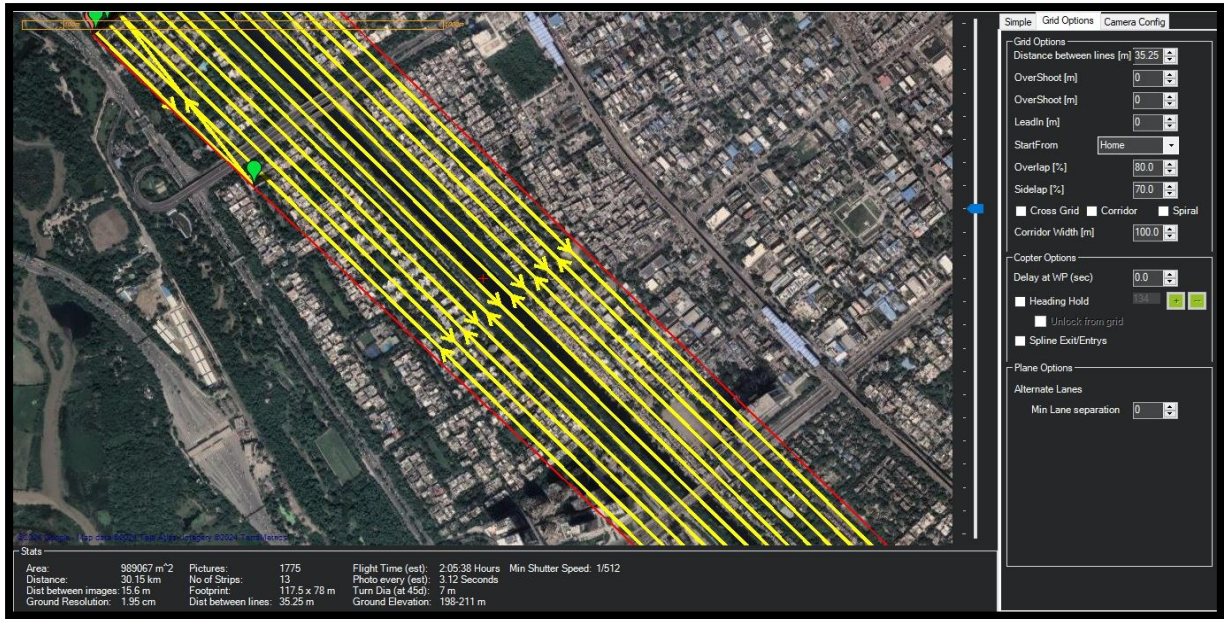 Simple Grid Options Camera Config
Grid Options
Distance between lines [m] 35.25
OverShoot [m] 0
OverShoot [m] 0
LeadIn [m] 0
StartFrom Home
Overlap [%] 80.0
Sidelap [%] 70.0
Cross Grid Corridor Spiral
Corridor Width [m] 100.0
Copter Options
Delay at WP (sec) 0.0
Heading Hold 134 + -
Unlock from grid
Spline Exit/Entrys
Plane Options
Alternate Lanes
Min Lane separation 0
Stats
Area: 989067 m^2 Pictures: 1775 Flight Time (est): 2:05:38 Hours Min Shutter Speed: 1/512
Distance: 30.15 km No of Strips: 13 Photo every (est): 3.12 Seconds
Dist between images: 15.6 m Footprint: 117.5 x 78 m Turn Dia (at 45d): 7 m
Ground Resolution: 1.95 cm Dist between lines: 35.25 m Ground Elevation: 198-211 m